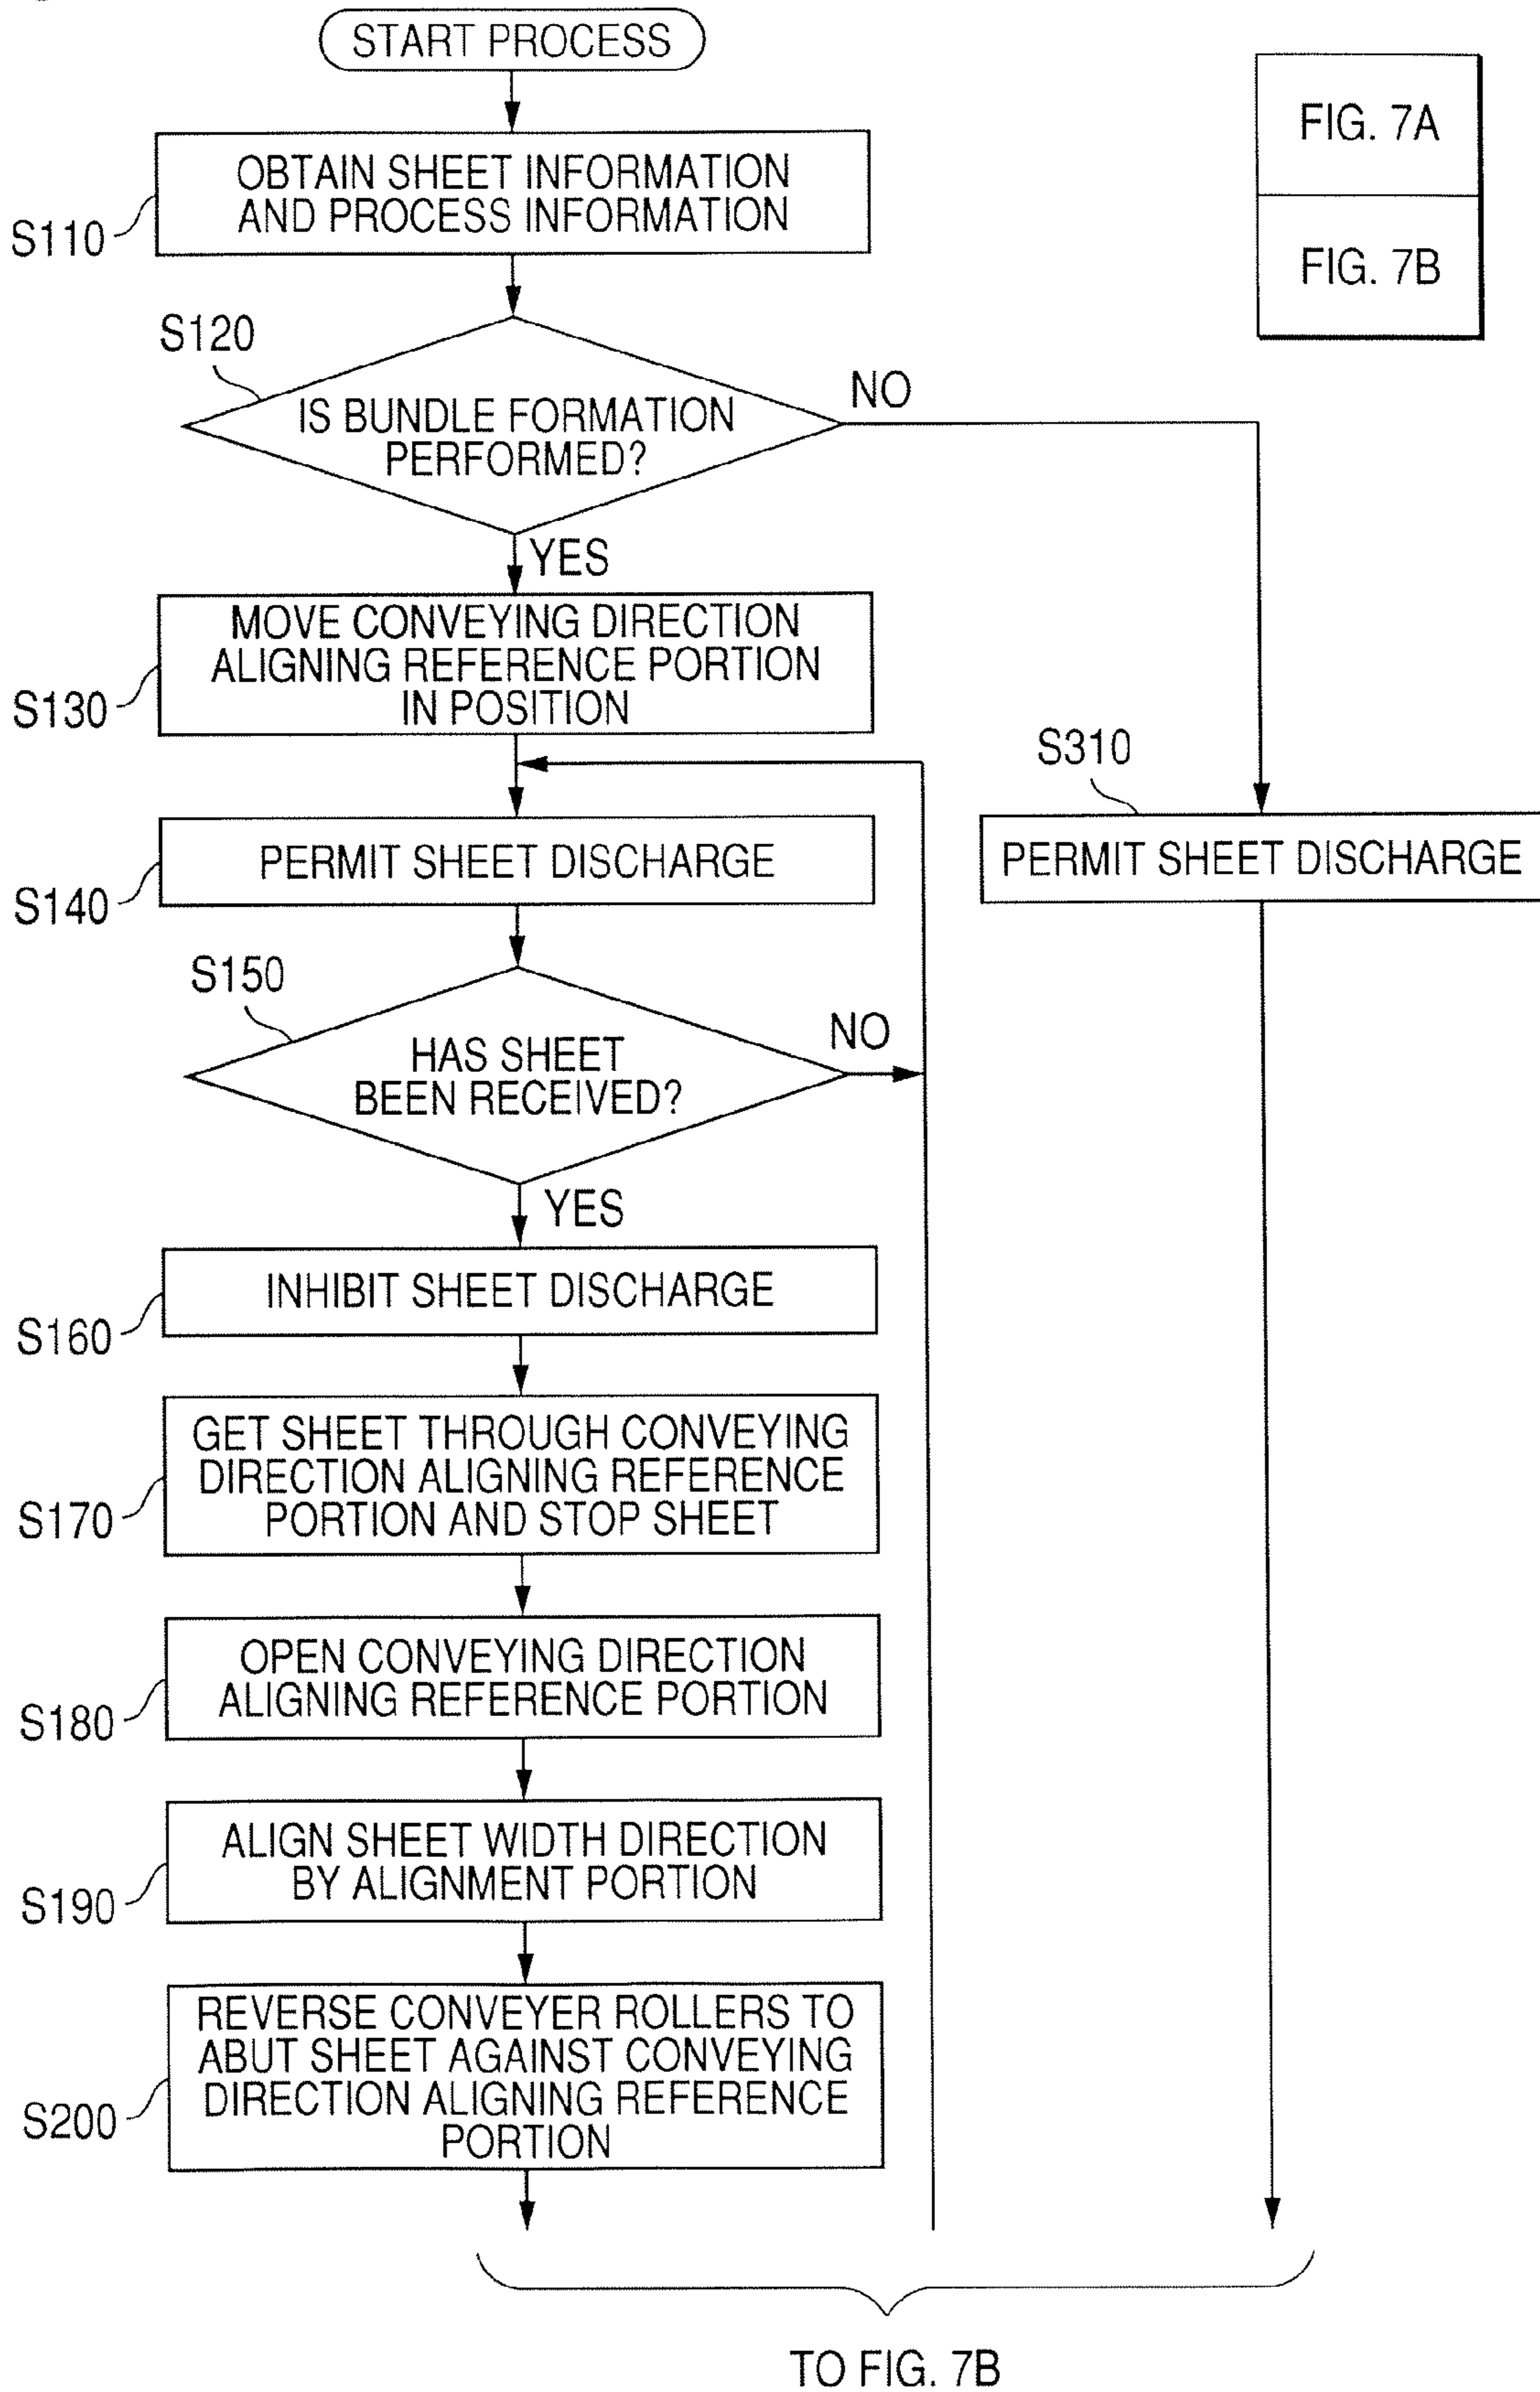 START PROCESS
FIG. 7A
FIG. 7B
OBTAIN SHEET INFORMATION
AND PROCESS INFORMATION
S110
S120
IS BUNDLE FORMATION
PERFORMED?
NO
YES
MOVE CONVEYING DIRECTION
ALIGNING REFERENCE PORTION
IN POSITION
S130
S310
PERMIT SHEET DISCHARGE
S140
PERMIT SHEET DISCHARGE
S150
HAS SHEET
BEEN RECEIVED?
NO
YES
INHIBIT SHEET DISCHARGE
S160
GET SHEET THROUGH CONVEYING
DIRECTION ALIGNING REFERENCE
PORTION AND STOP SHEET
S170
OPEN CONVEYING DIRECTION
ALIGNING REFERENCE PORTION
S180
ALIGN SHEET WIDTH DIRECTION
BY ALIGNMENT PORTION
S190
REVERSE CONVEYER ROLLERS TO
ABUT SHEET AGAINST CONVEYING
DIRECTION ALIGNING REFERENCE
PORTION
S200
TO FIG. 7B